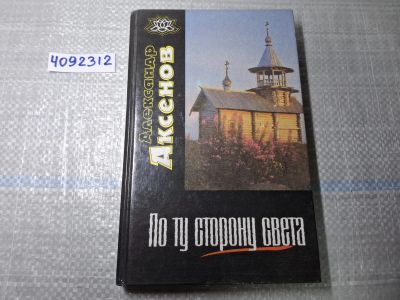 4092312
Александр
Аксенов
По ту сторону света